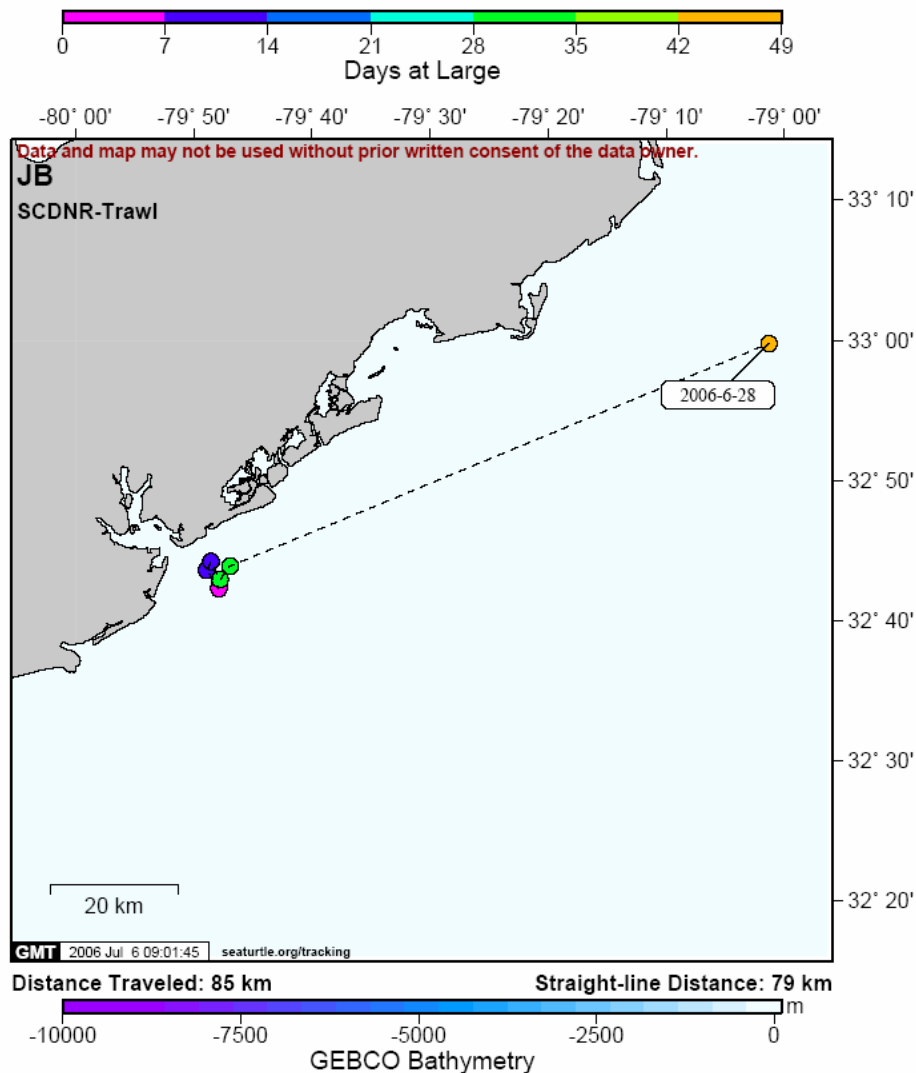 0 7 14 21 28 35 42 49
Days at Large
-80° 00' -79° 50' -79° 40' -79° 30' -79° 20' -79° 10' -79° 00'
Data and map may not be used without prior written consent of the data owner.
JB
SCDNR-Trawl
33° 10'
33° 00'
2006-6-28
32° 50'
32° 40'
32° 30'
32° 20'
20 km
GMT 2006 Jul 6 09:01:45 seaturtle.org/tracking
Distance Traveled: 85 km Straight-line Distance: 79 km
m
-10000 -7500 -5000 -2500 0
GEBCO Bathymetry